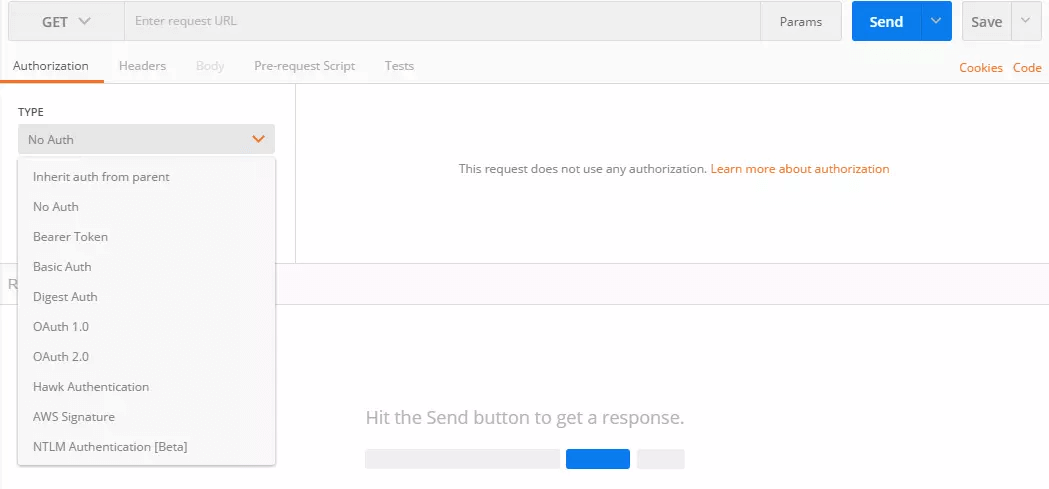 GET Enter request URL Params Send Save
Authorization Headers Body Pre-request Script Tests Cookies Code
TYPE
No Auth
This request does not use any authorization. Learn more about authorization
Inherit auth from parent
No Auth
Bearer Token
Basic Auth
Digest Auth
OAuth 1.0
OAuth 2.0
Hawk Authentication
AWS Signature
NTLM Authentication [Beta]
Hit the Send button to get a response.